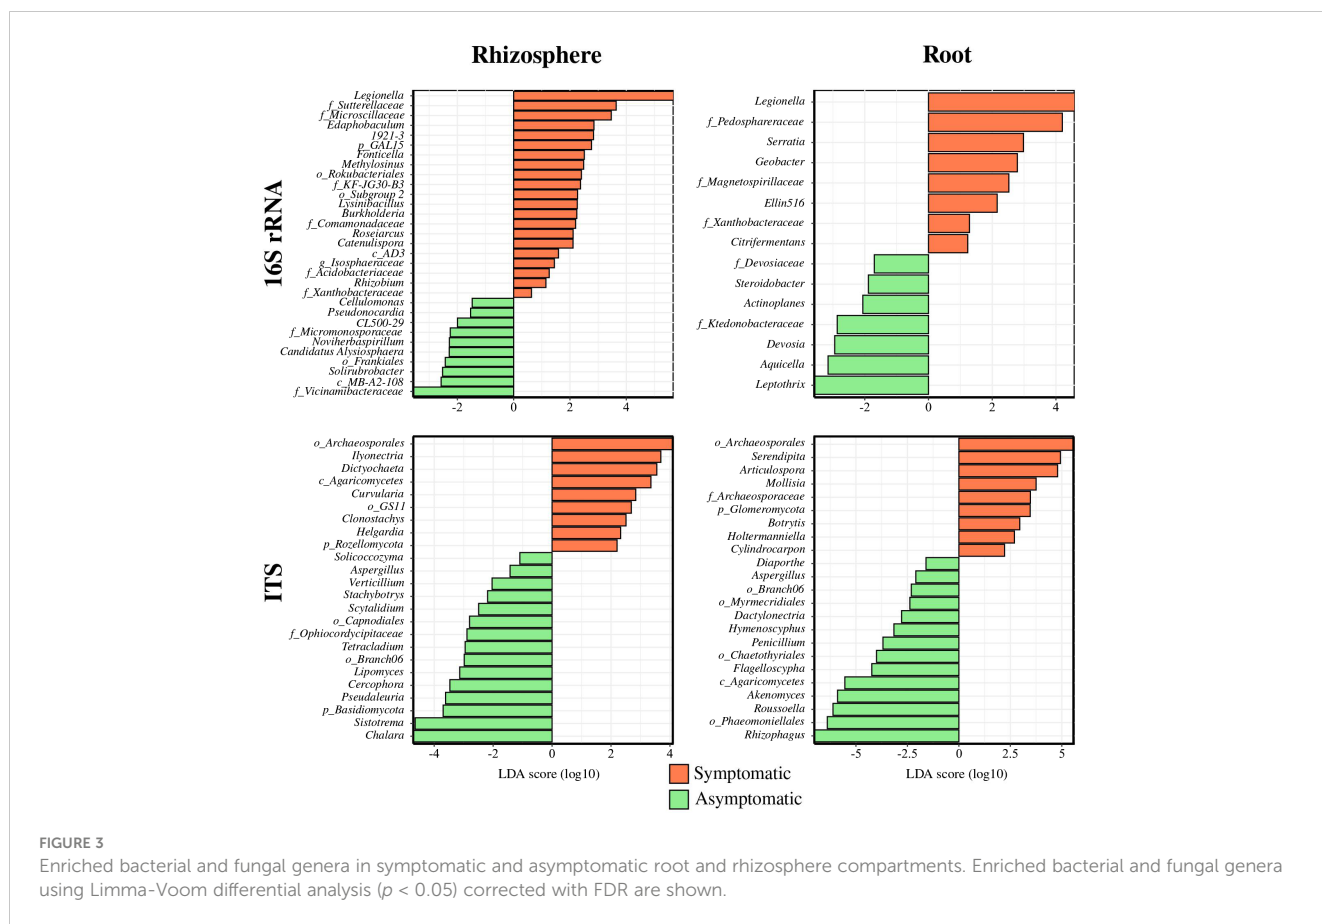 Rhizosphere
Root
16S rRNA
Legionella
f_Sutterellaceae
f_Microscillaceae
Edaphobaculum
1921-3
p_GAL15
Fonticella
Methylosinus
o_Rokubacteriales
f_KF-JG30-B3
o_Subgroup 2
Lysinibacillus
Burkholderia
f_Comamonadaceae
Roseiarcus
Catenulispora
c_AD3
g_Isosphaeraceae
f_Acidobacteriaceae
Rhizobium
f_Xanthobacteraceae
Cellulomonas
Pseudonocardia
CL500-29
f_Micromonosporaceae
Noviherbaspirillum
Candidatus Alysiosphaera
o_Frankiales
Solirubrobacter
c_MB-A2-108
f_Vicinamibacteraceae
-2 0 2 4
Legionella
f_Pedosphareraceae
Serratia
Geobacter
f_Magnetospirillaceae
Ellin516
f_Xanthobacteraceae
Citrifermentans
f_Devosiaceae
Steroidobacter
Actinoplanes
f_Ktedonobacteraceae
Devosia
Aquicella
Leptothrix
-2 0 2 4
ITS
o_Archaeosporales
Ilyonectria
Dictyochaeta
c_Agaricomycetes
Curvularia
o_GS11
Clonostachys
Helgardia
p_Rozellomycota
Solicoccozyma
Aspergillus
Verticillium
Stachybotrys
Scytalidium
o_Capnodiales
f_Ophiocordycipitaceae
Tetracladium
o_Branch06
Lipomyces
Cercophora
Pseudaleuria
p_Basidiomycota
Sistotrema
Chalara
-4 -2 0 2 4
LDA score (log10)
o_Archaeosporales
Serendipita
Articulospora
Mollisia
f_Archaeosporaceae
p_Glomeromycota
Botrytis
Holtermanniella
Cylindrocarpon
Diaporthe
Aspergillus
o_Branch06
o_Myrmecridiales
Dactylonectria
Hymenoscyphus
Penicillium
o_Chaetothyriales
Flagelloscypha
c_Agaricomycetes
Akenomyces
Roussoella
o_Phaeomoniellales
Rhizophagus
-5 -2.5 0 2.5 5
LDA score (log10)
Symptomatic
Asymptomatic
FIGURE 3
Enriched bacterial and fungal genera in symptomatic and asymptomatic root and rhizosphere compartments. Enriched bacterial and fungal genera
using Limma-Voom differential analysis (p < 0.05) corrected with FDR are shown.